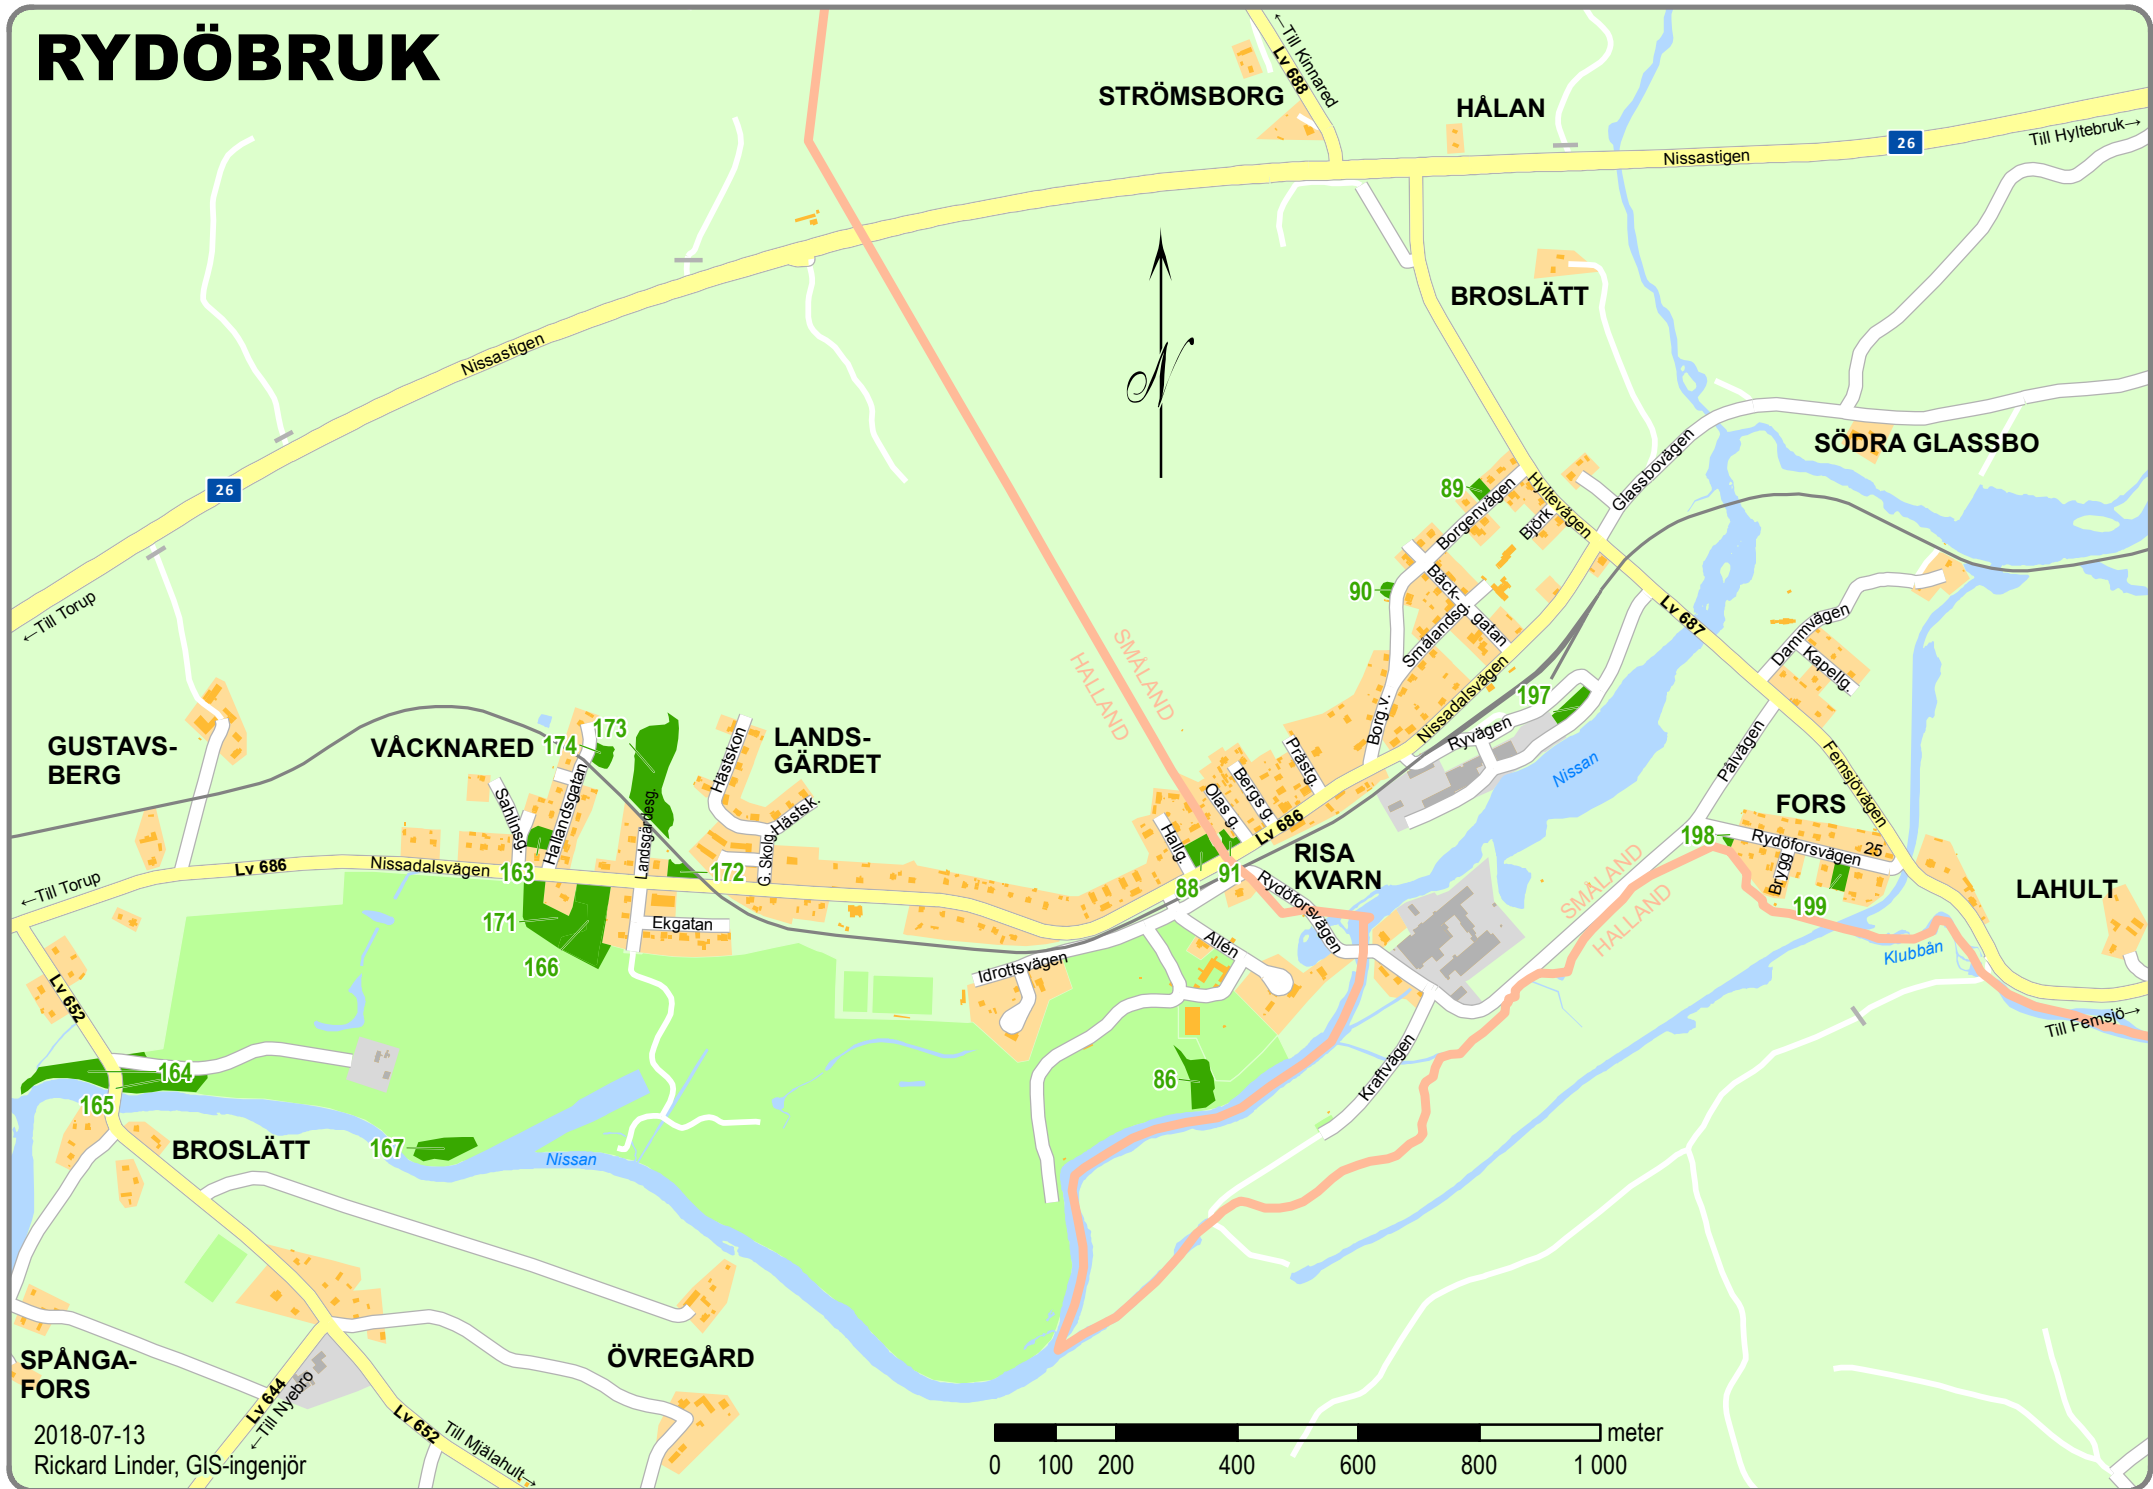 RYDÖBRUK
←Till Kinnared
Lv 688
STRÖMSBORG
HÅLAN
Nissastigen
26
Till Hyltebruk→
BROSLÄTT
N
Nissastigen
26
←Till Torup
SÖDRA GLASSBO
Glassbovägen
Hyltevägen
89
Borgenvägen
Björk
90
Bäck-
gatan
Smålandsg.
Lv 687
Dammvägen
Kapellg.
SMÅLAND
HALLAND
Nissadalsvägen
197
Borg.v.
Ryvägen
Nissan
Pålvägen
Femsjövägen
GUSTAVS-
BERG
VÅCKNARED
174
173
LANDS-
GÄRDET
Hästskon
Hästsk.
G. Skolg.
Sahlinsg.
Hallandsgatan
Landsgärdesg.
Prästg.
Bergs g.
Olas g.
Hallg.
Lv 686
RISA
KVARN
88
91
FORS
198
Rydöforsvägen
25
Brygg
199
LAHULT
SMÅLAND
HALLAND
Klubbån
Till Femsjö→
←Till Torup
Lv 686
Nissadalsvägen
163
172
171
166
Ekgatan
Idrottsvägen
Allén
Rydöforsvägen
Kraftvägen
86
Lv 652
164
165
167
BROSLÄTT
Nissan
ÖVREGÅRD
SPÅNGA-
FORS
Lv 644
←Till Nyebro
Lv 652
Till Mjälahult→
2018-07-13
Rickard Linder, GIS-ingenjör
meter
0 100 200 400 600 800 1 000